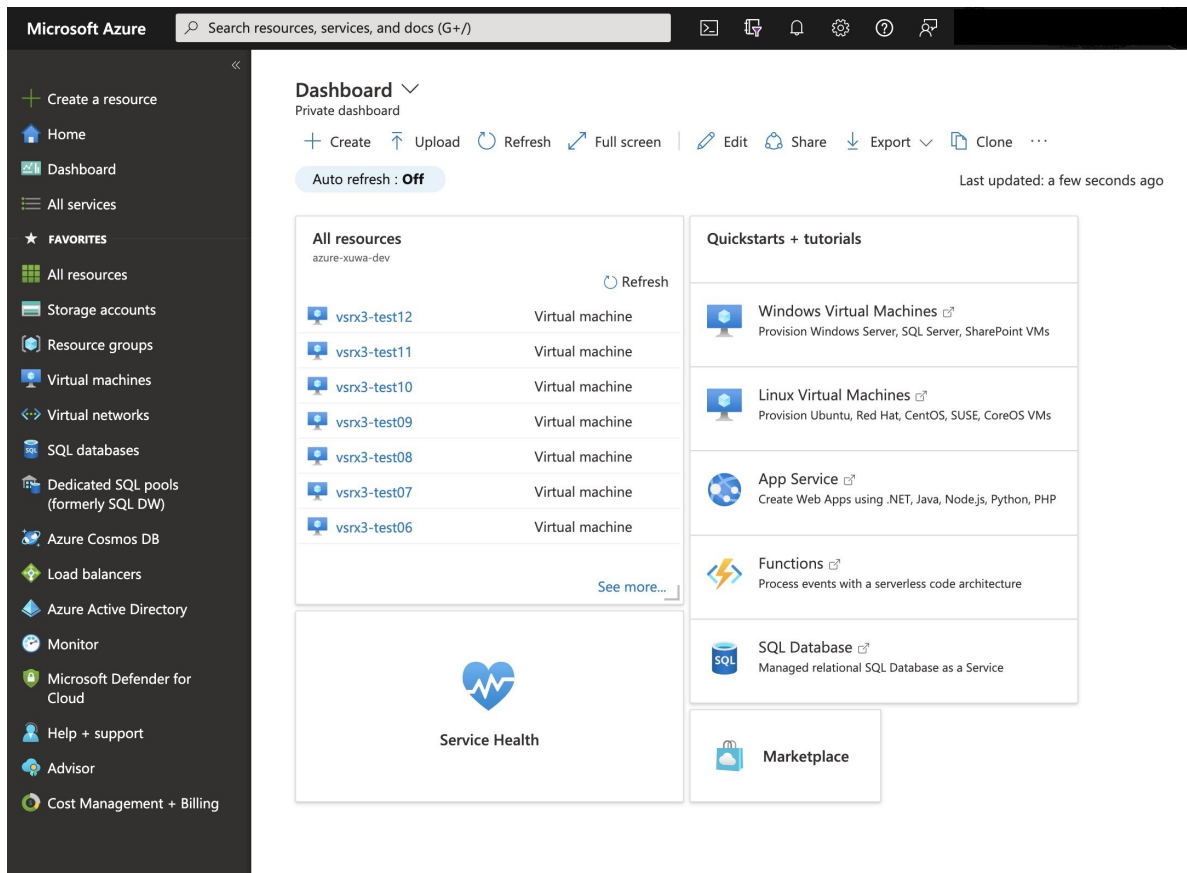 Microsoft Azure
Search resources, services, and docs (G+/)
«
Create a resource
Home
Dashboard
All services
FAVORITES
All resources
Storage accounts
Resource groups
Virtual machines
Virtual networks
SQL
SQL databases
Dedicated SQL pools
(formerly SQL DW)
Azure Cosmos DB
Load balancers
Azure Active Directory
Monitor
Microsoft Defender for
Cloud
Help + support
Advisor
Cost Management + Billing
Dashboard
Private dashboard
Create Upload Refresh Full screen Edit Share Export Clone ...
Auto refresh : Off
Last updated: a few seconds ago
All resources
azure-xuwa-dev
Refresh
vsrx3-test12 Virtual machine
vsrx3-test11 Virtual machine
vsrx3-test10 Virtual machine
vsrx3-test09 Virtual machine
vsrx3-test08 Virtual machine
vsrx3-test07 Virtual machine
vsrx3-test06 Virtual machine
See more...
Service Health
Quickstarts + tutorials
Windows Virtual Machines
Provision Windows Server, SQL Server, SharePoint VMs
Linux Virtual Machines
Provision Ubuntu, Red Hat, CentOS, SUSE, CoreOS VMs
App Service
Create Web Apps using .NET, Java, Node.js, Python, PHP
Functions
Process events with a serverless code architecture
SQL
SQL Database
Managed relational SQL Database as a Service
Marketplace